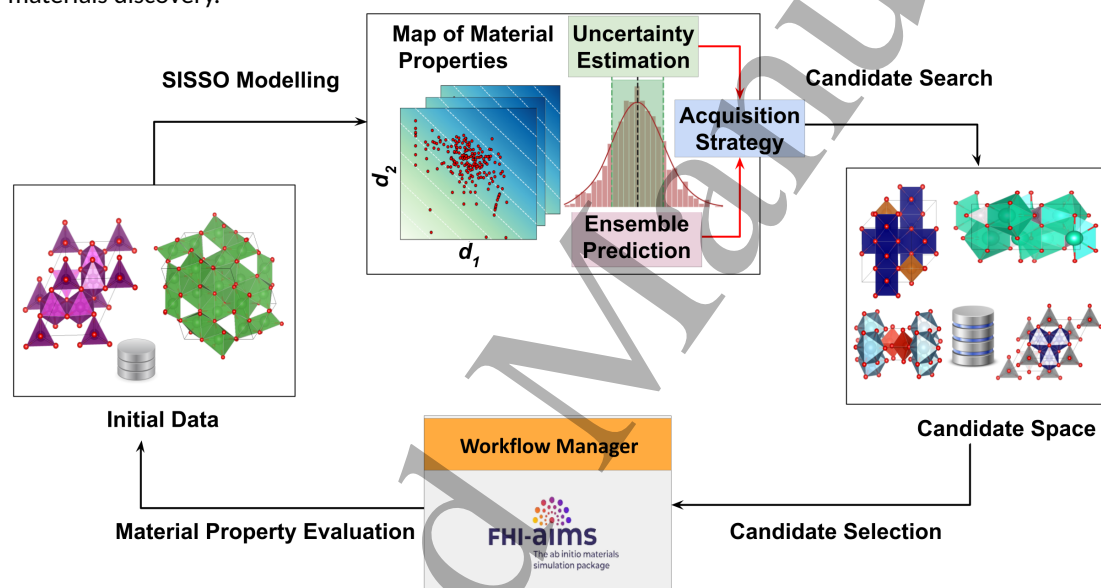 materials discovery.
Map of Material
Properties
Uncertainty
Estimation
SISSO Modelling
Candidate Search
Acquisition
Strategy
d2
Ensemble
Prediction
d1
Initial Data
Candidate Space
Workflow Manager
Material Property Evaluation
FHI-aims
The ab initio materials
simulation package
Candidate Selection
d Manu